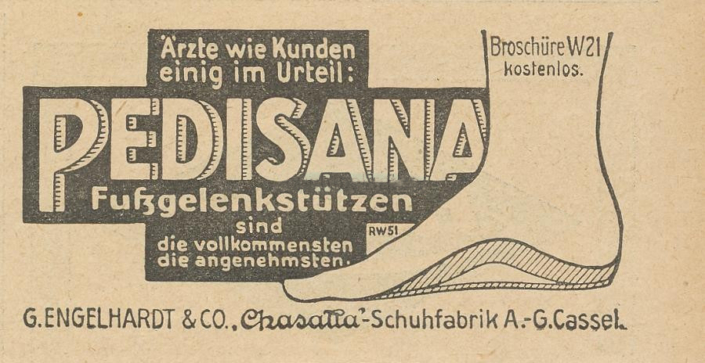 Ärzte wie Kunden
einig im Urteil:
Broschüre W21
kostenlos.
PEDISANA
Fußgelenkstützen
sind
die vollkommensten
die angenehmsten.
RW51
G. ENGELHARDT & CO. „Chasalla"-Schuhfabrik A.-G. Cassel.